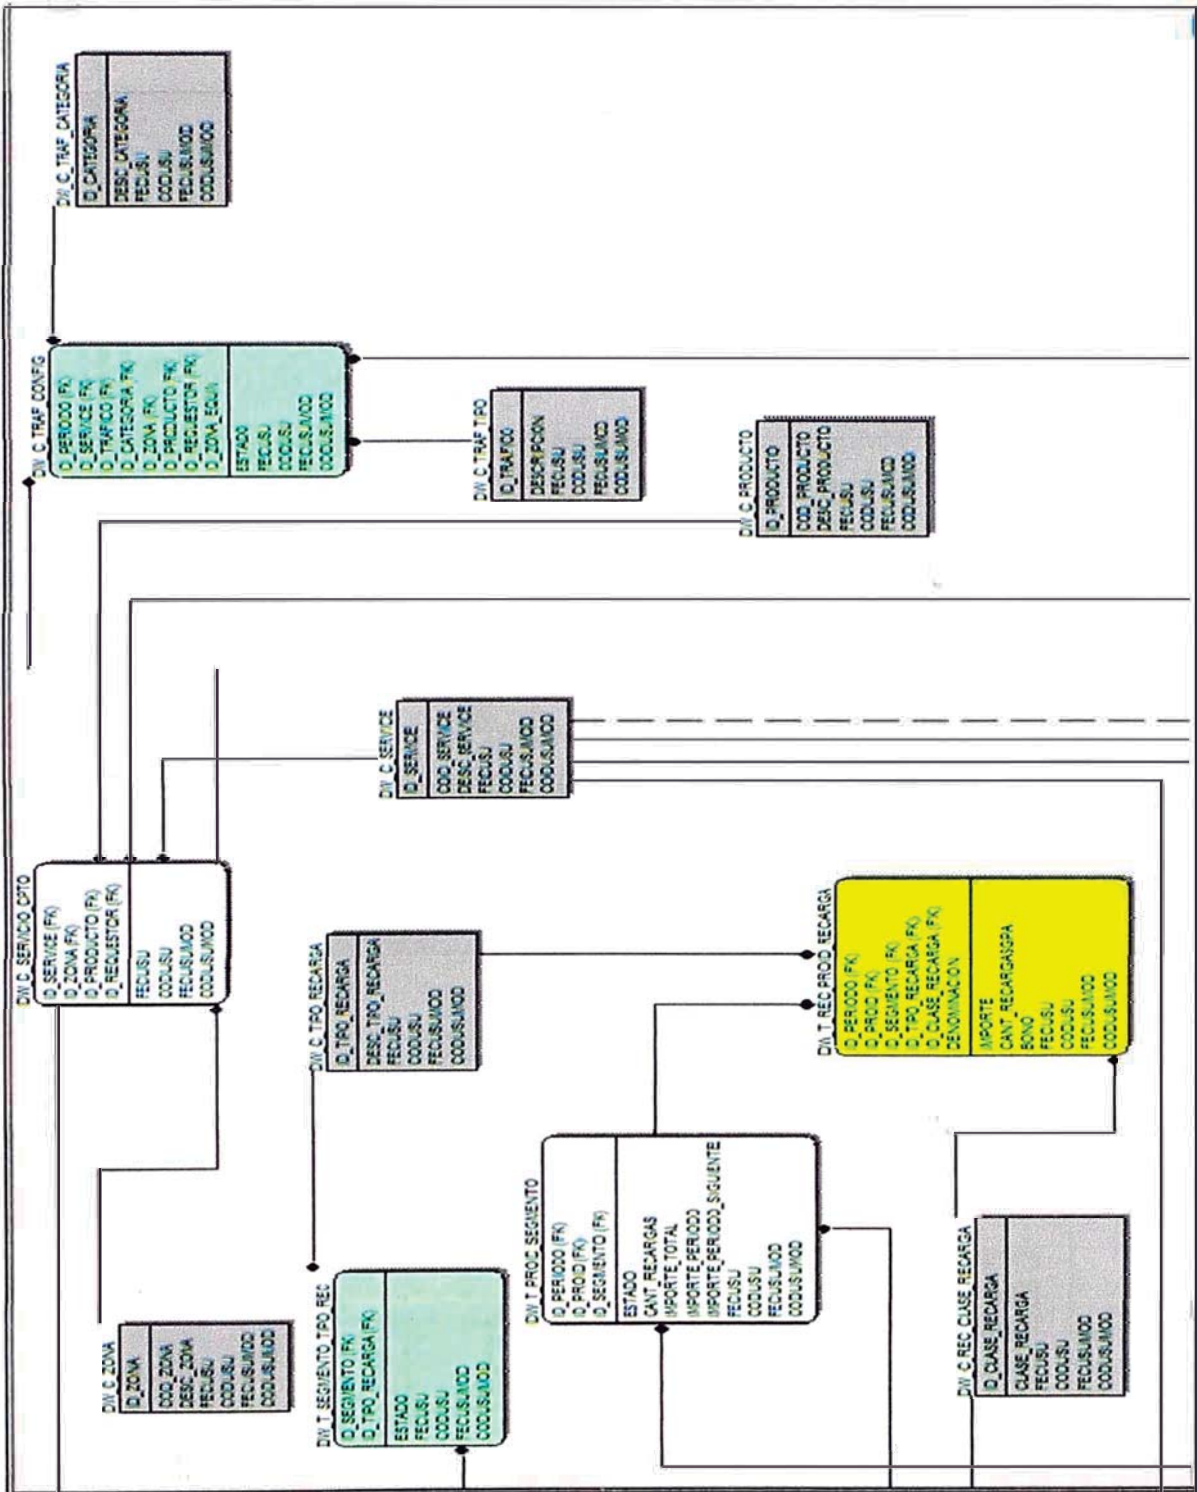 DW_C_ZONA
ID_ZONA
COD_ZONA
DESC_ZONA
FECUSU
CODUSU
FECUSUMOD
CODUSUMOD
DW_C_SERVICIO_CPTO
ID_SERVICE (FK)
ID_ZONA (FK)
ID_PRODUCTO (FK)
ID_REQUESTOR (FK)
FECUSU
CODUSU
FECUSUMOD
CODUSUMOD
DW_C_TRAF_CONFIG
ID_PERIODO (FK)
ID_SERVICE (FK)
ID_TRAFICO (FK)
ID_CATEGORIA (FK)
ID_ZONA (FK)
ID_PRODUCTO (FK)
ID_REQUESTOR (FK)
ID_ZONA_EQUIV
ESTADO
FECUSU
CODUSU
FECUSUMOD
CODUSUMOD
DW_C_TRAF_CATEGORIA
ID_CATEGORIA
DESC_CATEGORIA
FECUSU
CODUSU
FECUSUMOD
CODUSUMOD
DW_T_SEGMENTO_TIPO_REC
ID_SEGMENTO (FK)
ID_TIPO_RECARGA (FK)
ESTADO
FECUSU
CODUSU
FECUSUMOD
CODUSUMOD
DW_C_TIPO_RECARGA
ID_TIPO_RECARGA
DESC_TIPO_RECARGA
FECUSU
CODUSU
FECUSUMOD
CODUSUMOD
DW_C_SERVICE
ID_SERVICE
COD_SERVICE
DESC_SERVICE
FECUSU
CODUSU
FECUSUMOD
CODUSUMOD
DW_C_TRAF_TIPO
ID_TRAFICO
DESCRIPCION
FECUSU
CODUSU
FECUSUMOD
CODUSUMOD
DW_T_PROID_SEGMENTO
ID_PERIODO (FK)
ID_PROID (FK)
ID_SEGMENTO (FK)
ESTADO
CANT_RECARGAS
IMPORTE_TOTAL
IMPORTE_PERIODO
IMPORTE_PERIODO_SIGUIENTE
FECUSU
CODUSU
FECUSUMOD
CODUSUMOD
DW_C_PRODUCTO
ID_PRODUCTO
COD_PRODUCTO
DESC_PRODUCTO
FECUSU
CODUSU
FECUSUMOD
CODUSUMOD
DW_T_REC_PROID_RECARGA
ID_PERIODO (FK)
ID_PROID (FK)
ID_SEGMENTO (FK)
ID_TIPO_RECARGA (FK)
ID_CLASE_RECARGA (FK)
DENOMINACION
IMPORTE
CANT_RECARGASGPA
BONO
FECUSU
CODUSU
FECUSUMOD
CODUSUMOD
DW_C_REC_CLASE_RECARGA
ID_CLASE_RECARGA
CLASE_RECARGA
FECUSU
CODUSU
FECUSUMOD
CODUSUMOD